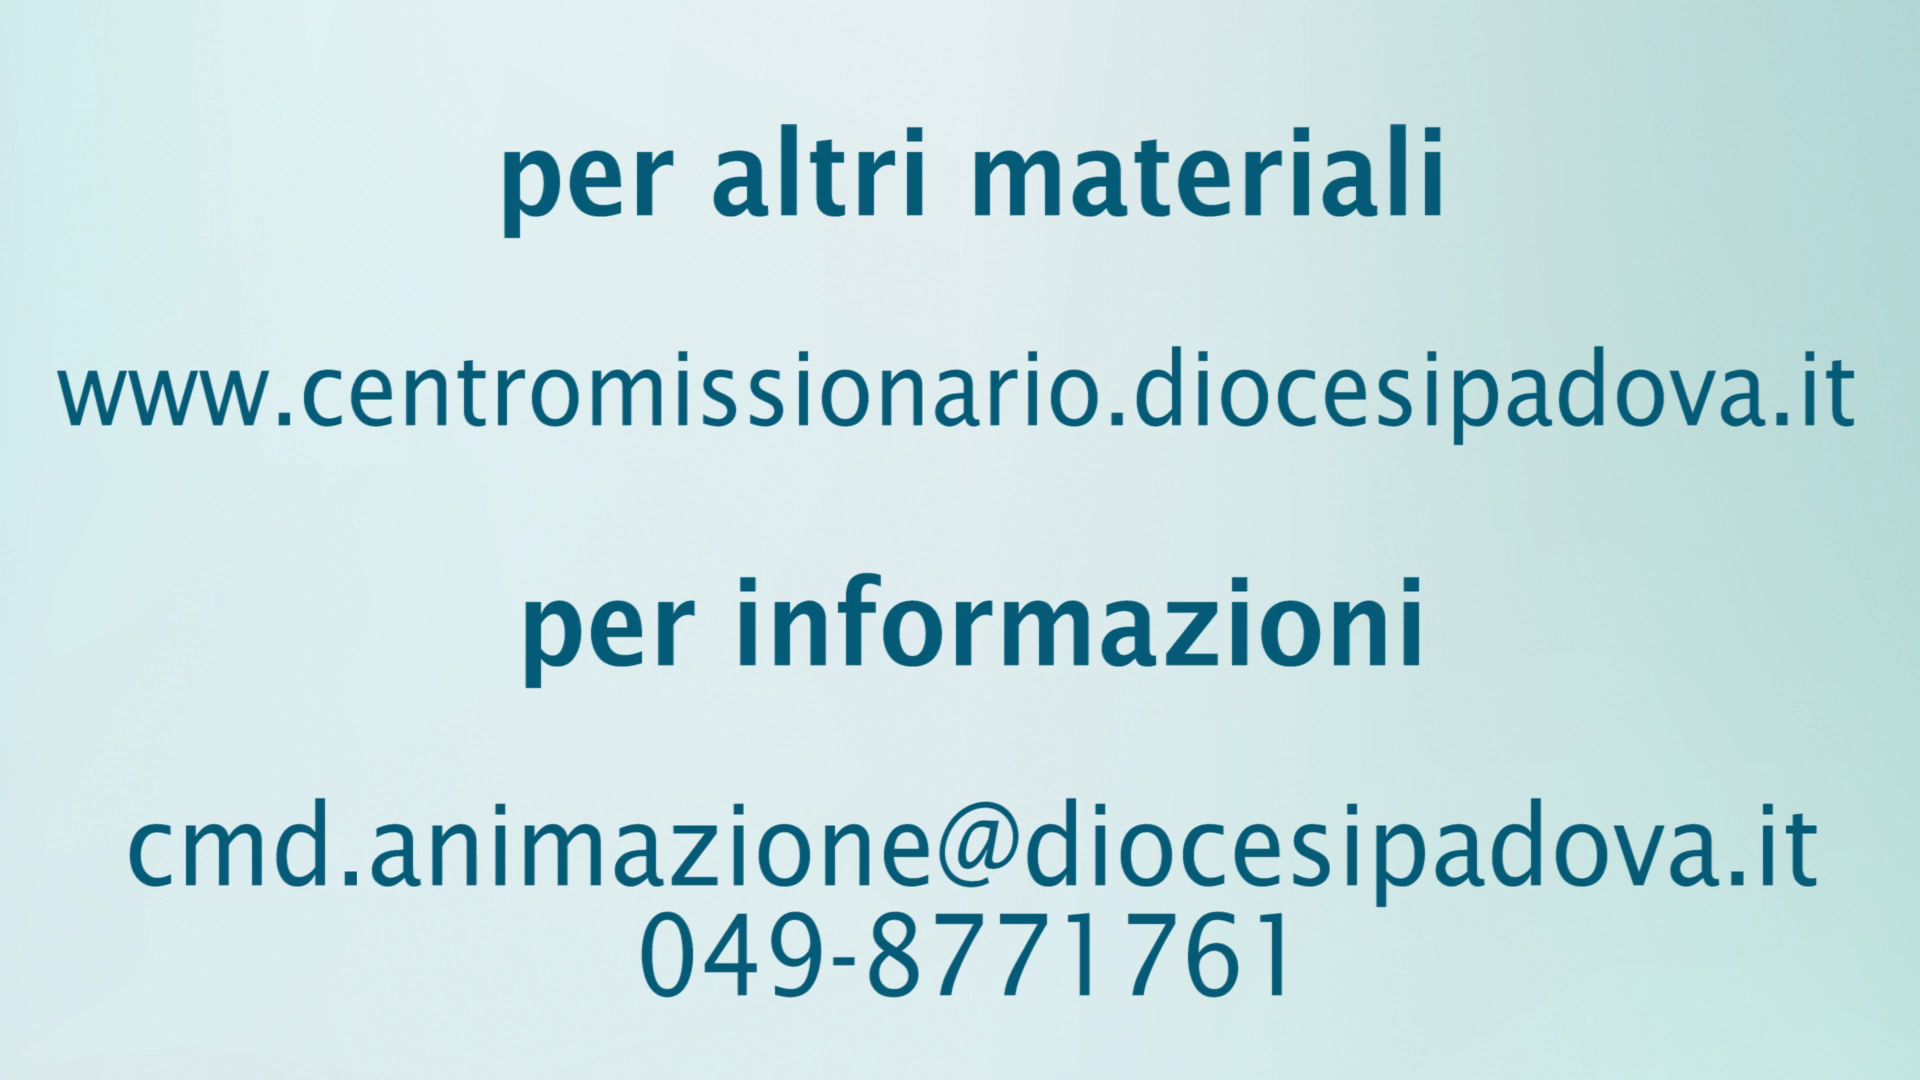 per altri materiali
www.centromissionario.diocesipadova.it
per informazioni
cmd.animazione@diocesipadova.it
049-8771761